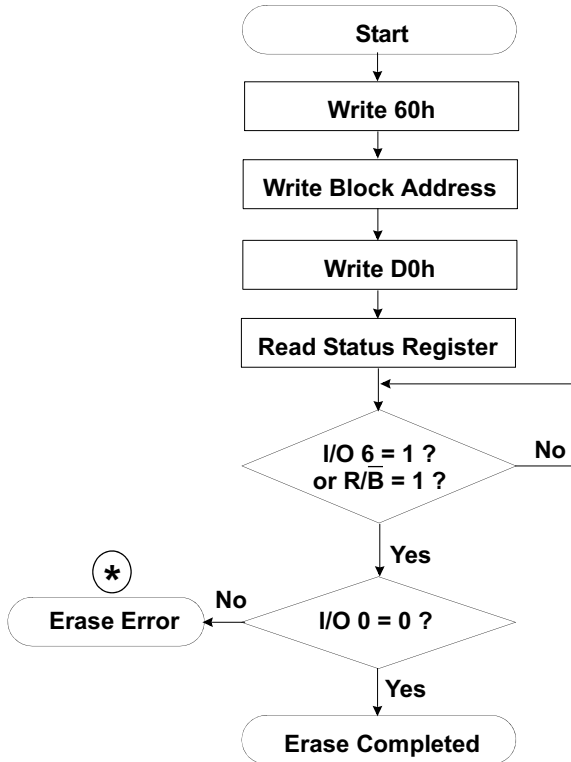 Start
Write 60h
Write Block Address
Write D0h
Read Status Register
I/O 6 = 1 ?
or R/B̅ = 1 ?
No
Yes
*
No
Erase Error
I/O 0 = 0 ?
Yes
Erase Completed